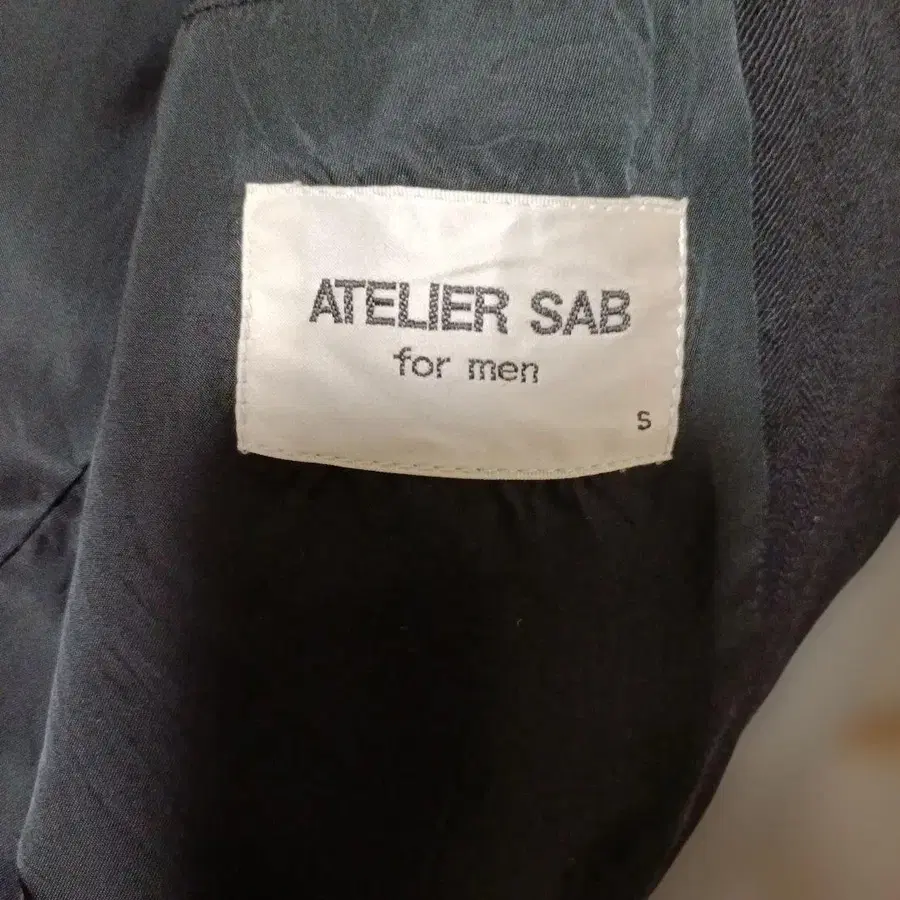 ATELIER SAB
for men
S